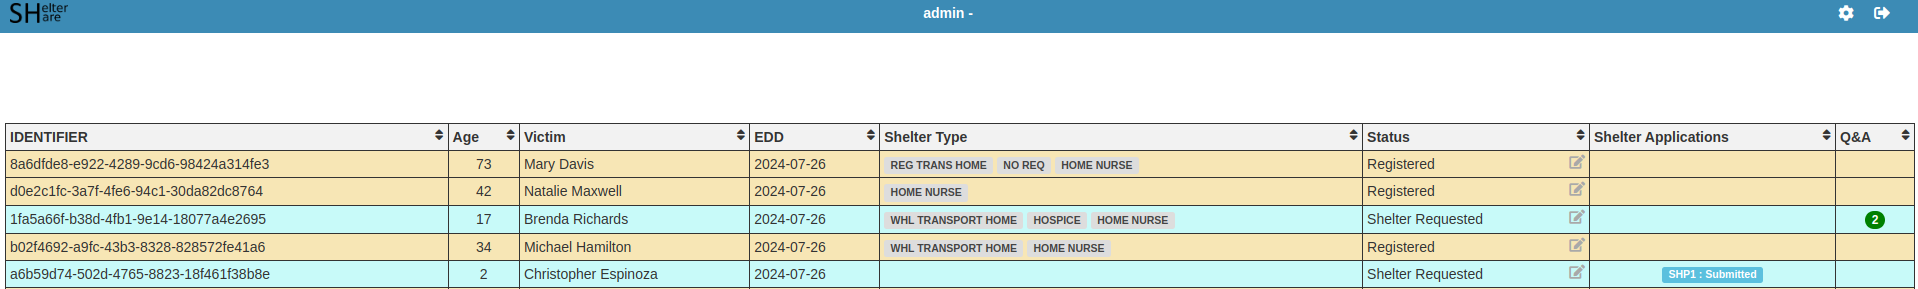 SHelter
are
admin -
IDENTIFIER Age Victim EDD Shelter Type Status Shelter Applications Q&A
8a6dfde8-e922-4289-9cd6-98424a314fe3 73 Mary Davis 2024-07-26 REG TRANS HOME NO REQ HOME NURSE Registered
d0e2c1fc-3a7f-4fe6-94c1-30da82dc8764 42 Natalie Maxwell 2024-07-26 HOME NURSE Registered
1fa5a66f-b38d-4fb1-9e14-18077a4e2695 17 Brenda Richards 2024-07-26 WHL TRANSPORT HOME HOSPICE HOME NURSE Shelter Requested 2
b02f4692-a9fc-43b3-8328-828572fe41a6 34 Michael Hamilton 2024-07-26 WHL TRANSPORT HOME HOME NURSE Registered
a6b59d74-502d-4765-8823-18f461f38b8e 2 Christopher Espinoza 2024-07-26 Shelter Requested SHP1 : Submitted